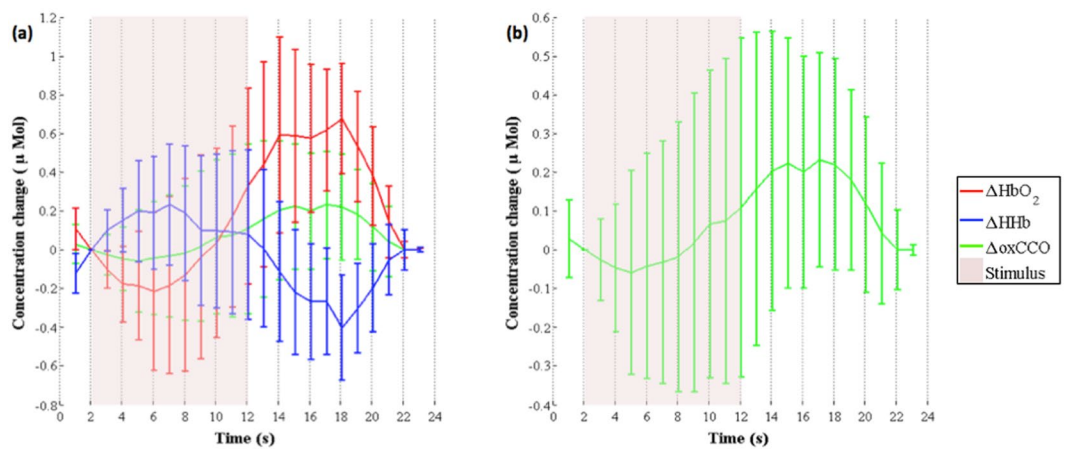 (a)
Concentration change ( μ Mol)
1.2
1
0.8
0.6
0.4
0.2
0
-0.2
-0.4
-0.6
-0.8
0 2 4 6 8 10 12 14 16 18 20 22 24
Time (s)
(b)
Concentration change ( μ Mol)
0.6
0.5
0.4
0.3
0.2
0.1
0
-0.1
-0.2
-0.3
-0.4
0 2 4 6 8 10 12 14 16 18 20 22 24
Time (s)
ΔHbO₂
ΔHHb
ΔoxCCO
Stimulus